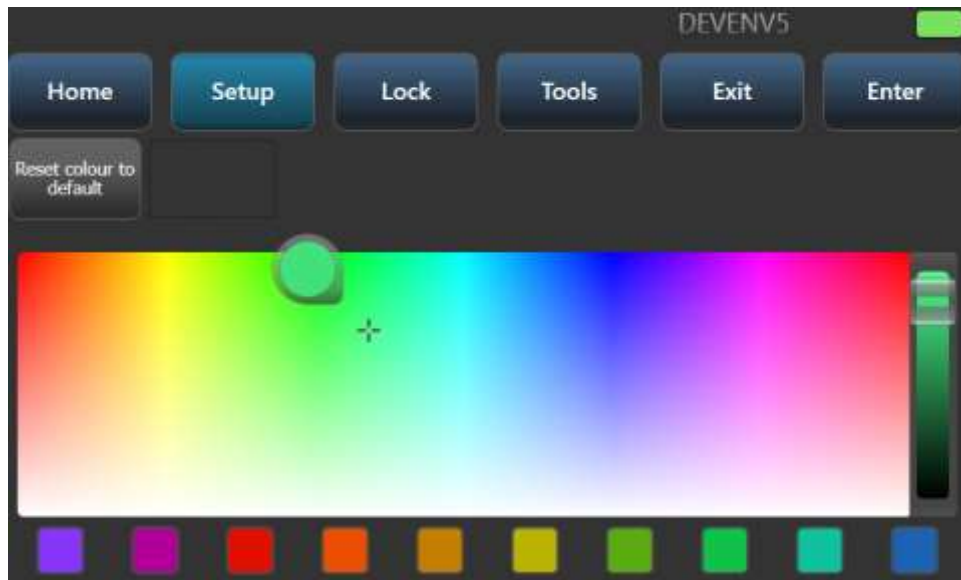 DEVENV5
Home
Setup
Lock
Tools
Exit
Enter
Reset colour to
default